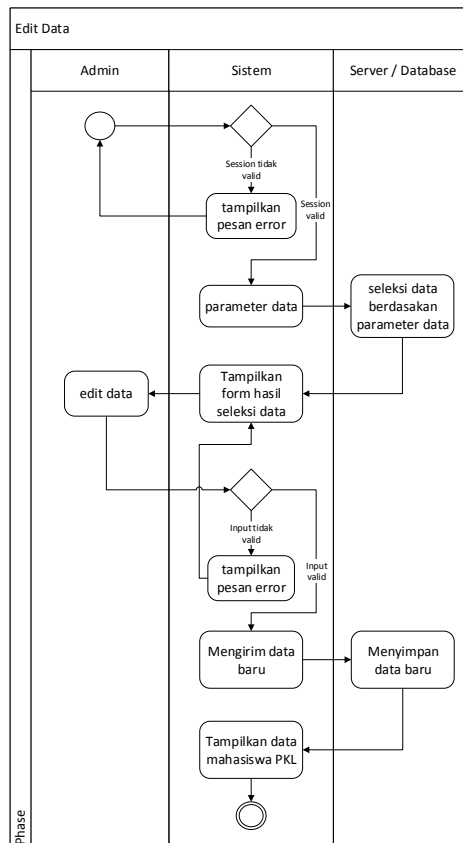 Edit Data
Admin
Sistem
Server / Database
Session tidak
valid
Session
valid
tampilkan
pesan error
parameter data
seleksi data
berdasakan
parameter data
edit data
Tampilkan
form hasil
seleksi data
Input tidak
valid
Input
valid
tampilkan
pesan error
Mengirim data
baru
Menyimpan
data baru
Tampilkan data
mahasiswa PKL
Phase